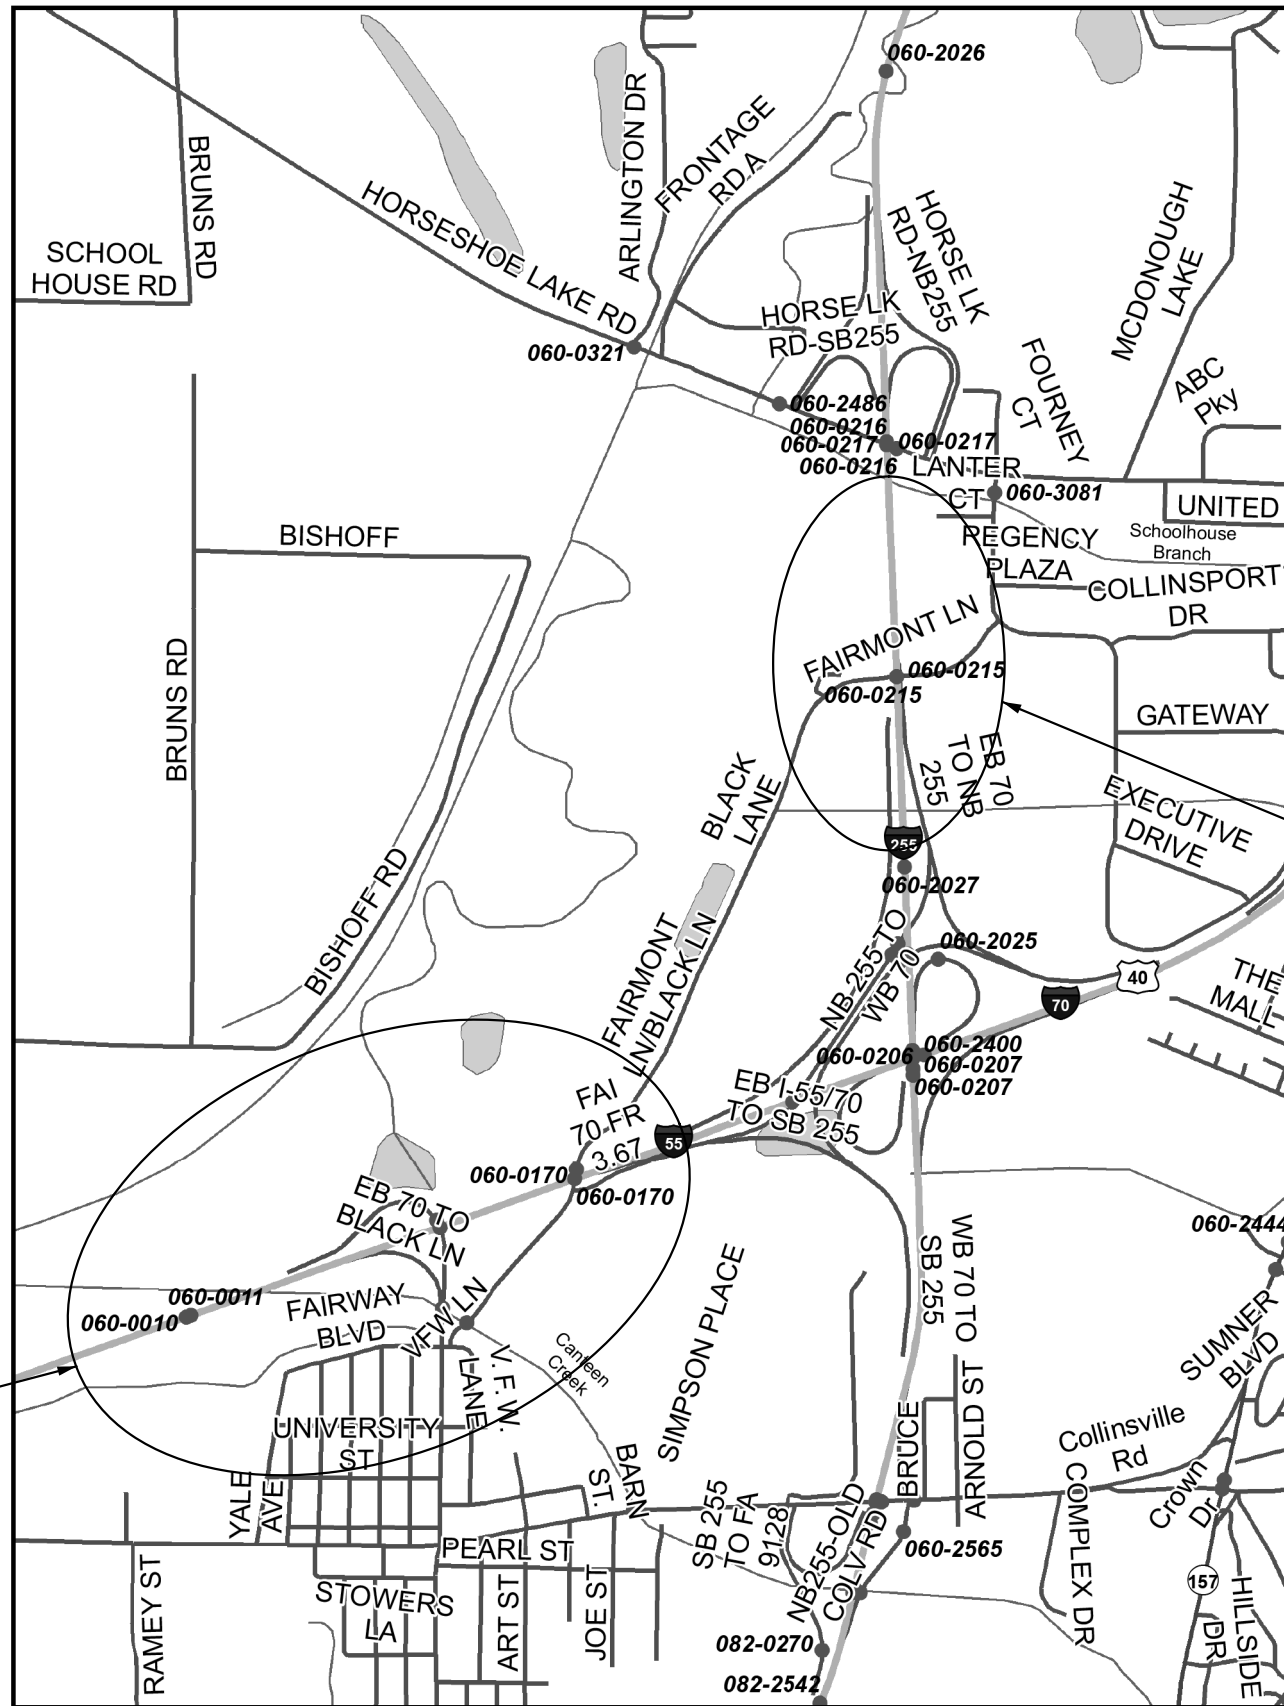 060-2026
BRUNS RD
SCHOOL
HOUSE RD
HORSESHOE LAKE RD
ARLINGTON DR
FRONTAGE
RD A
HORSE LK
RD-NB255
MCDONOUGH
LAKE
HORSE LK
RD-SB255
060-0321
FOURNEY
CT
ABC
Pky
060-2486
060-0216
060-0217
060-0217
060-0216
LANTER
CT
060-3081
UNITED
BISHOFF
REGENCY
PLAZA
Schoolhouse
Branch
COLLINSPORT
DR
FAIRMONT LN
060-0215
060-0215
BRUNS RD
GATEWAY
EB 70
TO NB
255
BLACK
LANE
EXECUTIVE
DRIVE
255
060-2027
BISHOFF RD
FAIRMONT
LN/BLACK LN
NB 255 TO
WB 70
060-2025
40
70
THE
MALL
060-2400
060-0206
060-0207
060-0207
FAI
70-FR
3.67
EB I-55/70
TO SB 255
55
060-0170
060-0170
EB 70 TO
BLACK LN
060-2444
WB 70 TO
SB 255
060-0011
060-0010
FAIRWAY
BLVD
VFW LN
V.F.W.
LANE
Canteen
Creek
SIMPSON PLACE
SUMNER
BLVD
UNIVERSITY
ST
YALE
AVE
BARN
ST.
BRUCE
ARNOLD ST
Collinsville
Rd
Crown
Dr
COMPLEX DR
SB 255
TO FA
9128
NB255-OLD
COLV RD
060-2565
PEARL ST
STOWERS
LA
RAMEY ST
ART ST
JOE ST
157
HILLSIDE
DR
082-0270
082-2542